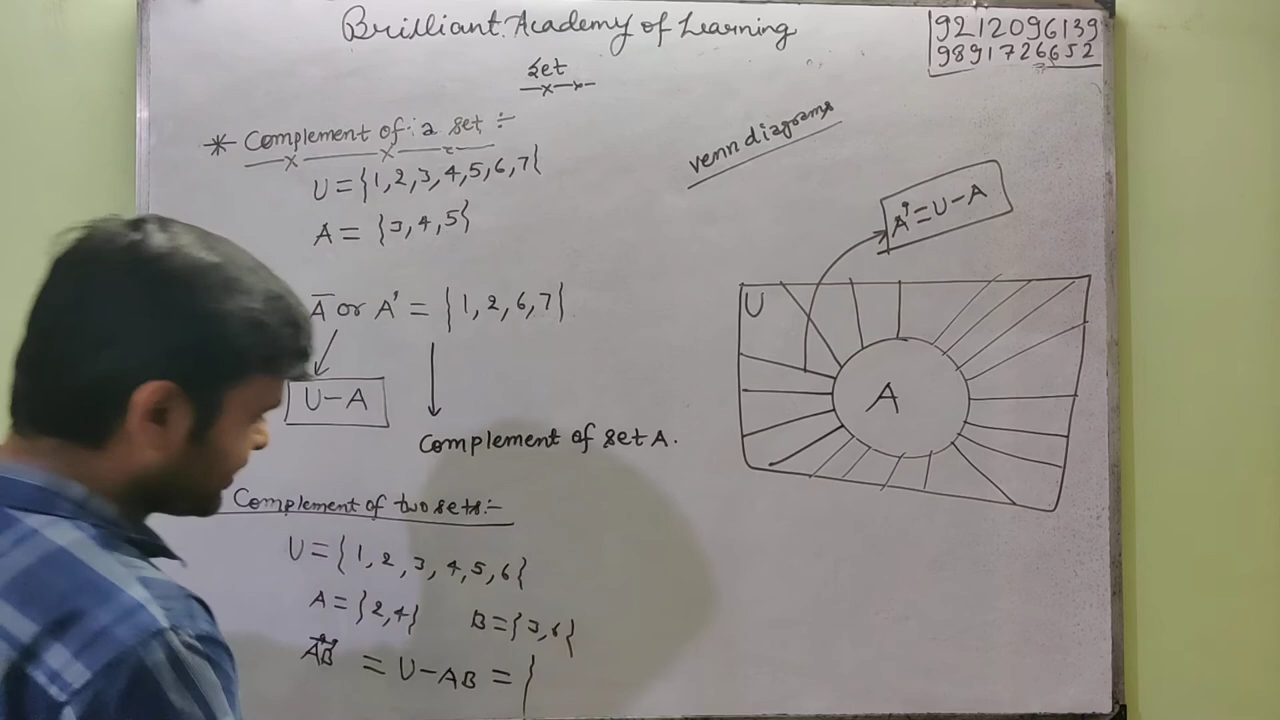 Brilliant Academy of Learning
9212096139
9891726652
Set
* Complement of a set :-
U = {1, 2, 3, 4, 5, 6, 7}
A = {3, 4, 5}
Ā or A' = {1, 2, 6, 7}
U-A
Complement of set A.
Complement of two sets:-
U = {1, 2, 3, 4, 5, 6}
A = {2, 4} B = {3, 6}
= U-AB = {
venn diagrams
A' = U-A
U
A